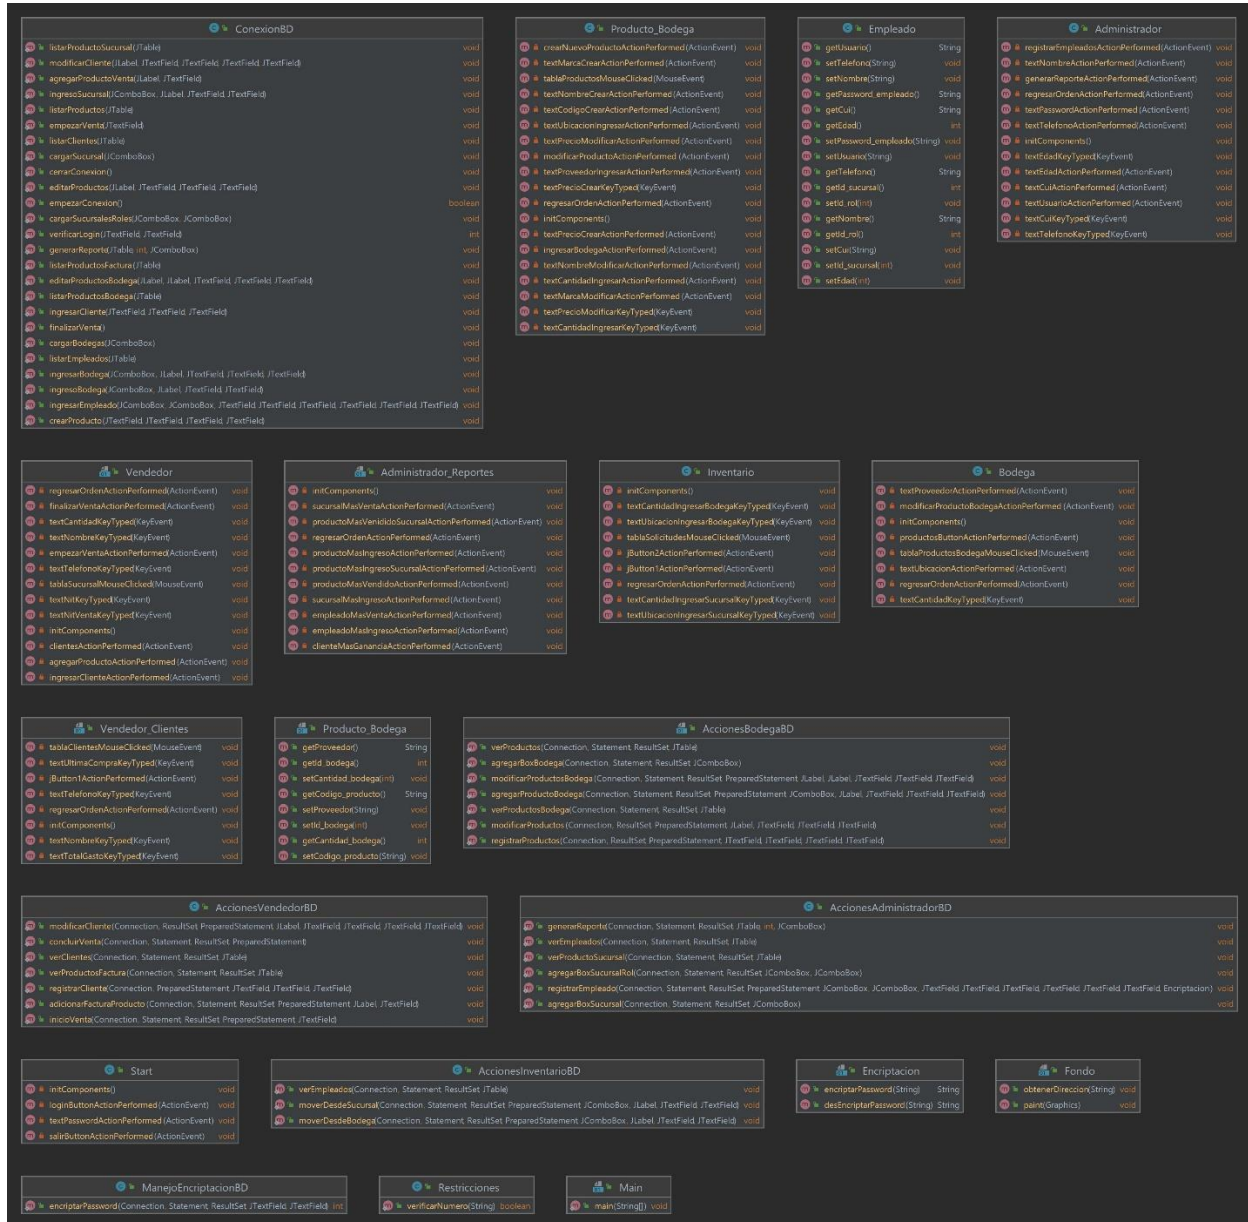 ConexionBD
listarProductoSucursal(JTable) void
modificarCliente(JLabel, JTextField, JTextField, JTextField, JTextField) void
agregarProductoVenta(JLabel, JTextField) void
ingresoSucursal(JComboBox, JLabel, JTextField, JTextField) void
listarProductos(JTable) void
empezarVenta(JTextField) void
listarClientes(JTable) void
cargarSucursal(JComboBox) void
cerrarConexion() void
editarProductos(JLabel, JTextField, JTextField, JTextField) void
empezarConexion() boolean
cargarSucursalesRoles(JComboBox, JComboBox) void
verificarLogin(JTextField, JTextField) int
generarReporte(JTable, int, JComboBox) void
listarProductosFactura(JTable) void
editarProductosBodega(JLabel, JLabel, JTextField, JTextField, JTextField) void
listarProductosBodega(JTable) void
ingresarCliente(JTextField, JTextField, JTextField) void
finalizarVenta() void
cargarBodegas(JComboBox) void
listarEmpleados(JTable) void
ingresarBodega(JComboBox, JLabel, JTextField, JTextField, JTextField) void
ingresoBodega(JComboBox, JLabel, JTextField, JTextField) void
ingresarEmpleado(JComboBox, JComboBox, JTextField, JTextField, JTextField, JTextField, JTextField, JTextField) void
crearProducto(JTextField, JTextField, JTextField, JTextField) void
Producto_Bodega
crearNuevoProductoActionPerformed(ActionEvent) void
textMarcaCrearActionPerformed(ActionEvent) void
tablaProductosMouseClicked(MouseEvent) void
textNombreCrearActionPerformed(ActionEvent) void
textCodigoCrearActionPerformed(ActionEvent) void
textUbicacionIngresarActionPerformed(ActionEvent) void
textPrecioModificarActionPerformed(ActionEvent) void
modificarProductoActionPerformed(ActionEvent) void
textProveedorIngresarActionPerformed(ActionEvent) void
textPrecioCrearKeyTyped(KeyEvent) void
regresarOrdenActionPerformed(ActionEvent) void
initComponents() void
textPrecioCrearActionPerformed(ActionEvent) void
ingresarBodegaActionPerformed(ActionEvent) void
textNombreModificarActionPerformed(ActionEvent) void
textCantidadIngresarActionPerformed(ActionEvent) void
textMarcaModificarActionPerformed(ActionEvent) void
textPrecioModificarKeyTyped(KeyEvent) void
textCantidadIngresarKeyTyped(KeyEvent) void
Empleado
getUsuario() String
setTelefono(String) void
setNombre(String) void
getPassword_empleado() String
getCui() String
getEdad() int
setPassword_empleado(String) void
setUsuario(String) void
getTelefono() String
getId_sucursal() int
setId_rol(int) void
getNombre() String
getId_rol() int
setCui(String) void
setId_sucursal(int) void
setEdad(int) void
Administrador
registrarEmpleadosActionPerformed(ActionEvent) void
textNombreActionPerformed(ActionEvent) void
generarReporteActionPerformed(ActionEvent) void
regresarOrdenActionPerformed(ActionEvent) void
textPasswordActionPerformed(ActionEvent) void
textTelefonoActionPerformed(ActionEvent) void
initComponents() void
textEdadKeyTyped(KeyEvent) void
textEdadActionPerformed(ActionEvent) void
textCuiActionPerformed(ActionEvent) void
textUsuarioActionPerformed(ActionEvent) void
textCuiKeyTyped(KeyEvent) void
textTelefonoKeyTyped(KeyEvent) void
Vendedor
regresarOrdenActionPerformed(ActionEvent) void
finalizarVentaActionPerformed(ActionEvent) void
textCantidadKeyTyped(KeyEvent) void
textNombreKeyTyped(KeyEvent) void
empezarVentaActionPerformed(ActionEvent) void
textTelefonoKeyTyped(KeyEvent) void
tablaSucursalMouseClicked(MouseEvent) void
textNitKeyTyped(KeyEvent) void
textNitVentaKeyTyped(KeyEvent) void
initComponents() void
clientesActionPerformed(ActionEvent) void
agregarProductoActionPerformed(ActionEvent) void
ingresarClienteActionPerformed(ActionEvent) void
Administrador_Reportes
initComponents() void
sucursalMasVentaActionPerformed(ActionEvent) void
productoMasVenididoSucursalActionPerformed(ActionEvent) void
regresarOrdenActionPerformed(ActionEvent) void
productoMasIngresoActionPerformed(ActionEvent) void
productoMasIngresoSucursalActionPerformed(ActionEvent) void
productoMasVendidoActionPerformed(ActionEvent) void
sucursalMasIngresoActionPerformed(ActionEvent) void
empleadoMasVentaActionPerformed(ActionEvent) void
empleadoMasIngresoActionPerformed(ActionEvent) void
clienteMasGananciaActionPerformed(ActionEvent) void
Inventario
initComponents() void
textCantidadIngresarBodegaKeyTyped(KeyEvent) void
textUbicacionIngresarBodegaKeyTyped(KeyEvent) void
tablaSolicitudesMouseClicked(MouseEvent) void
jButton2ActionPerformed(ActionEvent) void
jButton1ActionPerformed(ActionEvent) void
regresarOrdenActionPerformed(ActionEvent) void
textCantidadIngresarSucursalKeyTyped(KeyEvent) void
textUbicacionIngresarSucursalKeyTyped(KeyEvent) void
Bodega
textProveedorActionPerformed(ActionEvent) void
modificarProductoBodegaActionPerformed(ActionEvent) void
initComponents() void
productosButtonActionPerformed(ActionEvent) void
tablaProductosBodegaMouseClicked(MouseEvent) void
textUbicacionActionPerformed(ActionEvent) void
regresarOrdenActionPerformed(ActionEvent) void
textCantidadKeyTyped(KeyEvent) void
Vendedor_Clientes
tablaClientesMouseClicked(MouseEvent) void
textUltimaCompraKeyTyped(KeyEvent) void
jButton1ActionPerformed(ActionEvent) void
textTelefonoKeyTyped(KeyEvent) void
regresarOrdenActionPerformed(ActionEvent) void
initComponents() void
textNombreKeyTyped(KeyEvent) void
textTotalGastoKeyTyped(KeyEvent) void
Producto_Bodega
getProveedor() String
getId_bodega() int
setCantidad_bodega(int) void
getCodigo_producto() String
setProveedor(String) void
setId_bodega(int) void
getCantidad_bodega() int
setCodigo_producto(String) void
AccionesBodegaBD
verProductos(Connection, Statement, ResultSet, JTable) void
agregarBoxBodega(Connection, Statement, ResultSet, JComboBox) void
modificarProductosBodega(Connection, Statement, ResultSet, PreparedStatement, JLabel, JLabel, JTextField, JTextField, JTextField) void
agregarProductoBodega(Connection, Statement, ResultSet, PreparedStatement, JComboBox, JLabel, JTextField, JTextField, JTextField) void
verProductosBodega(Connection, Statement, ResultSet, JTable) void
modificarProductos(Connection, ResultSet, PreparedStatement, JLabel, JTextField, JTextField, JTextField) void
registrarProductos(Connection, ResultSet, PreparedStatement, JTextField, JTextField, JTextField, JTextField) void
AccionesVendedorBD
modificarCliente(Connection, ResultSet, PreparedStatement, JLabel, JTextField, JTextField, JTextField, JTextField) void
concluirVenta(Connection, Statement, ResultSet, PreparedStatement) void
verClientes(Connection, Statement, ResultSet, JTable) void
verProductosFactura(Connection, Statement, ResultSet, JTable) void
registrarCliente(Connection, PreparedStatement, JTextField, JTextField, JTextField) void
adicionarFacturaProducto(Connection, Statement, ResultSet, PreparedStatement, JLabel, JTextField) void
inicioVenta(Connection, Statement, ResultSet, PreparedStatement, JTextField) void
AccionesAdministradorBD
generarReporte(Connection, Statement, ResultSet, JTable, int, JComboBox) void
verEmpleados(Connection, Statement, ResultSet, JTable) void
verProductoSucursal(Connection, Statement, ResultSet, JTable) void
agregarBoxSucursalRol(Connection, Statement, ResultSet, JComboBox, JComboBox) void
registrarEmpleado(Connection, Statement, ResultSet, PreparedStatement, JComboBox, JComboBox, JTextField, JTextField, JTextField, JTextField, JTextField, JTextField, Encriptacion) void
agregarBoxSucursal(Connection, Statement, ResultSet, JComboBox) void
Start
initComponents() void
loginButtonActionPerformed(ActionEvent) void
textPasswordActionPerformed(ActionEvent) void
salirButtonActionPerformed(ActionEvent) void
AccionesInventarioBD
verEmpleados(Connection, Statement, ResultSet, JTable) void
moverDesdeSucursal(Connection, Statement, ResultSet, PreparedStatement, JComboBox, JLabel, JTextField, JTextField) void
moverDesdeBodega(Connection, Statement, ResultSet, PreparedStatement, JComboBox, JLabel, JTextField, JTextField) void
Encriptacion
encriptarPassword(String) String
desEncriptarPassword(String) String
Fondo
obtenerDireccion(String) void
paint(Graphics) void
ManejoEncriptacionBD
encriptarPassword(Connection, Statement, ResultSet, JTextField, JTextField) int
Restricciones
verificarNumero(String) boolean
Main
main(String[]) void